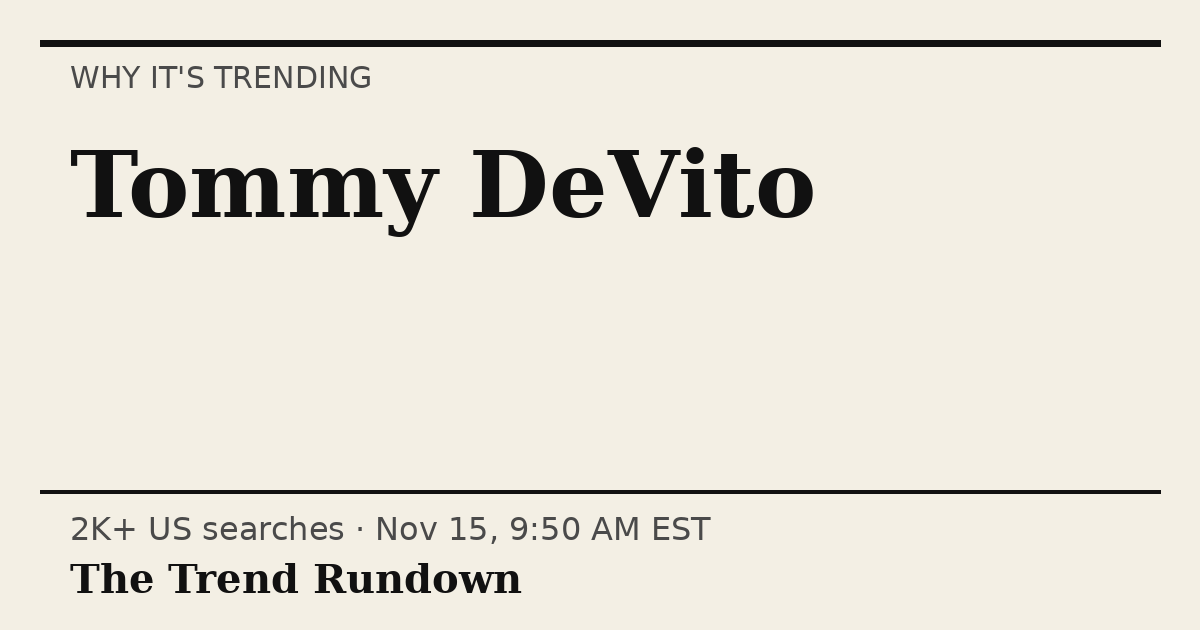 WHY IT'S TRENDING
Tommy DeVito
2K+ US searches · Nov 15, 9:50 AM EST
The Trend Rundown